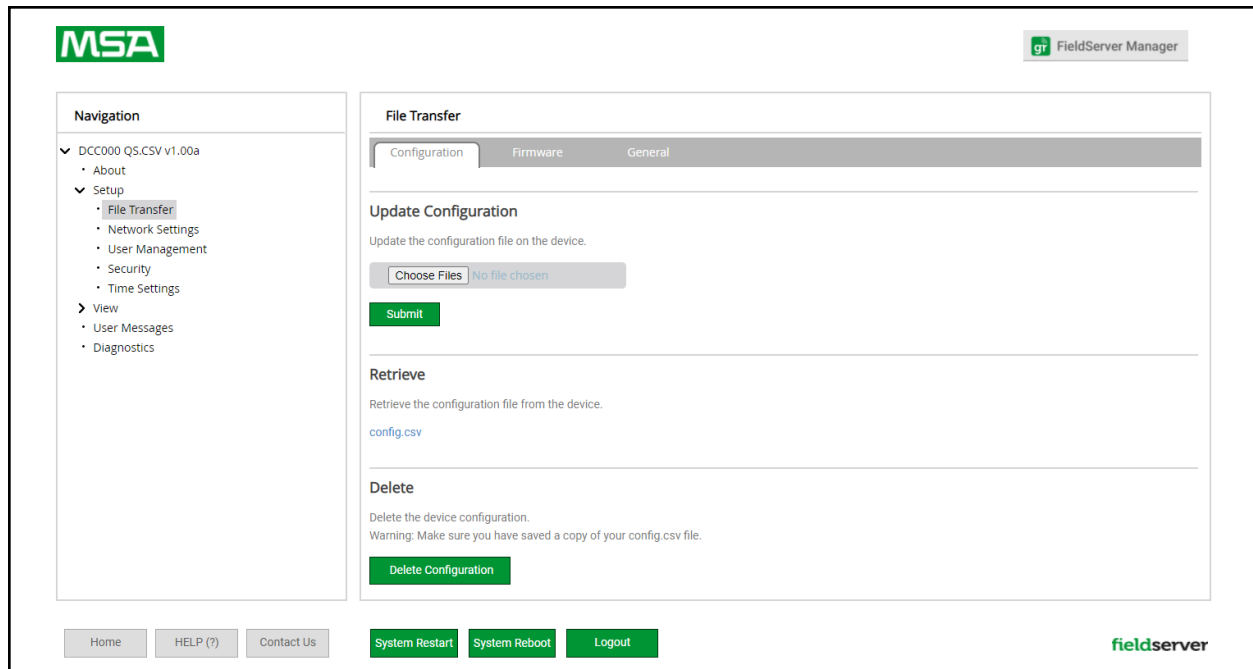 MSA
gr FieldServer Manager
Navigation
DCC000 QS.CSV v1.00a
About
Setup
File Transfer
Network Settings
User Management
Security
Time Settings
View
User Messages
Diagnostics
File Transfer
Configuration Firmware General
Update Configuration
Update the configuration file on the device.
Choose Files No file chosen
Submit
Retrieve
Retrieve the configuration file from the device.
config.csv
Delete
Delete the device configuration.
Warning: Make sure you have saved a copy of your config.csv file.
Delete Configuration
Home HELP (?) Contact Us System Restart System Reboot Logout fieldserver